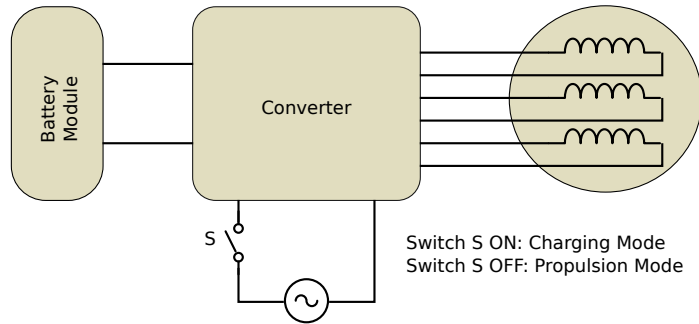 Battery
Module
Converter
S
Switch S ON: Charging Mode
Switch S OFF: Propulsion Mode